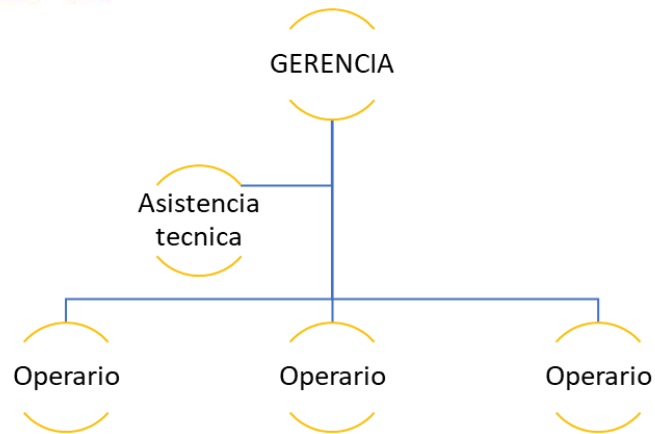 GERENCIA
Asistencia
tecnica
Operario
Operario
Operario